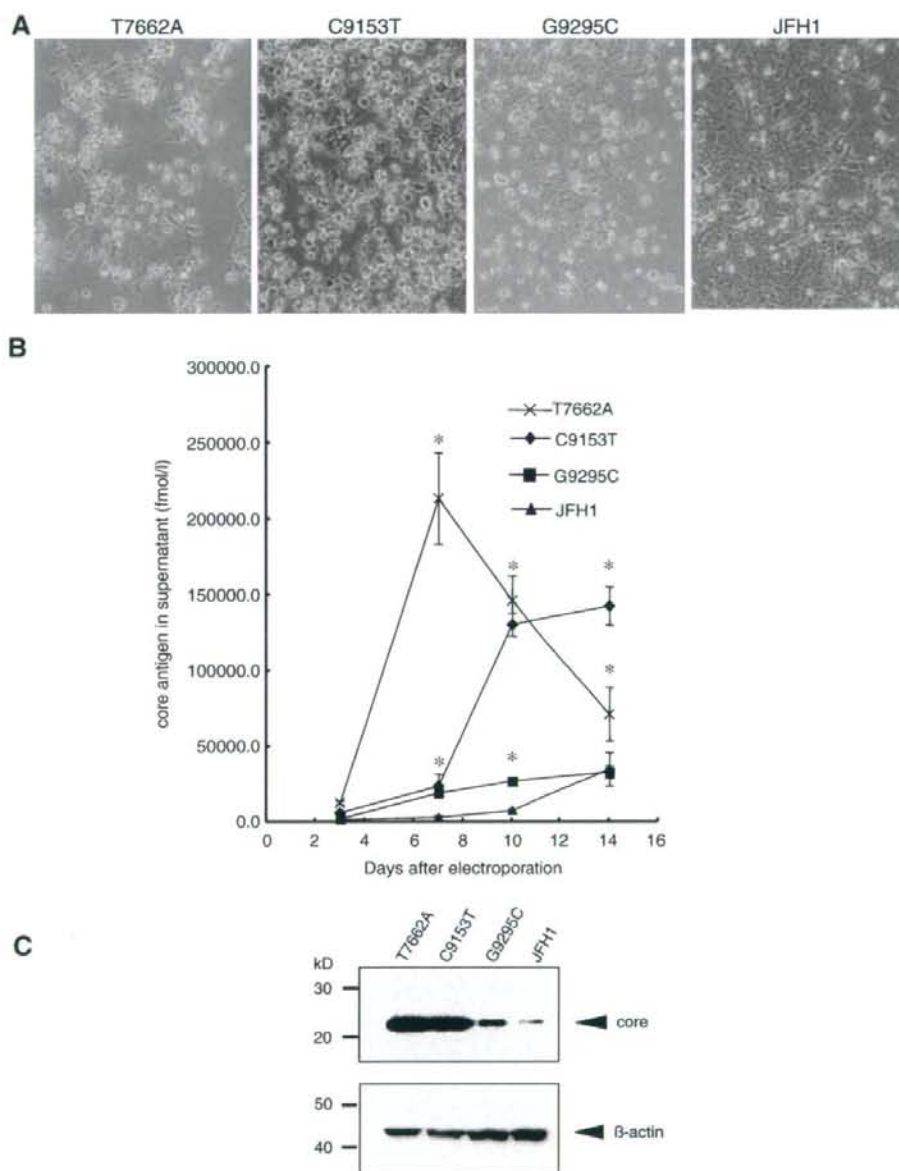 A
T7662A C9153T G9295C JFH1
B
300000.0
250000.0
200000.0
150000.0
100000.0
50000.0
0.0
core antigen in supernatant (fmol/l)
T7662A
C9153T
G9295C
JFH1
* * * * * *
0 2 4 6 8 10 12 14 16
Days after electroporation
C
T7662A C9153T G9295C JFH1
kD
30
20
core
50
40
ß-actin